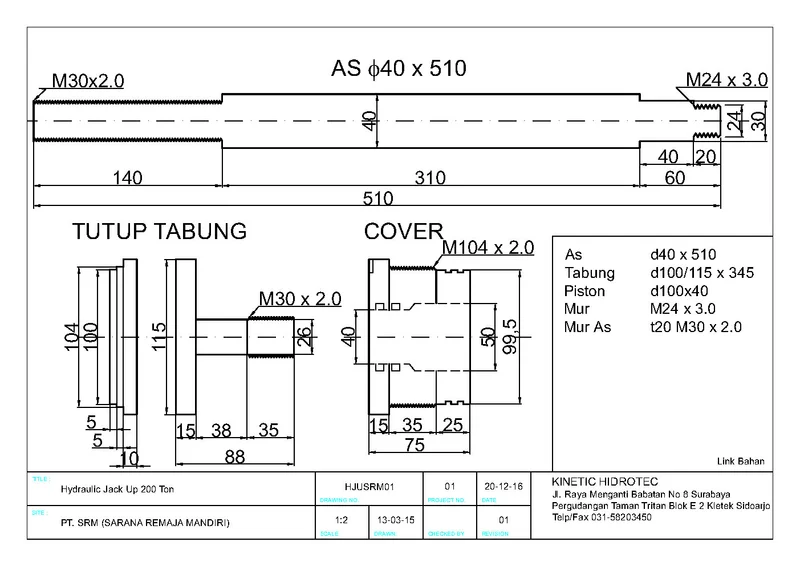 AS ϕ40 x 510
M30x2.0
M24 x 3.0
40
24
30
40
20
140
310
60
510
TUTUP TABUNG
COVER
M104 x 2.0
M30 x 2.0
104
100
115
26
40
50
99,5
5
5
10
15
38
35
88
15
35
25
75
As d40 x 510
Tabung d100/115 x 345
Piston d100x40
Mur M24 x 3.0
Mur As t20 M30 x 2.0
Link Bahan
TITLE:
Hydraulic Jack Up 200 Ton
HJUSRM01
DRAWING NO.
01
PROJECT NO.
20-12-16
DATE
SITE :
PT. SRM (SARANA REMAJA MANDIRI)
1:2
SCALE:
13-03-15
DRAWN:
CHECKED BY
01
REVISION:
KINETIC HIDROTEC
Jl. Raya Menganti Babatan No 8 Surabaya
Pergudangan Taman Tritan Blok E 2 Kletek Sidoarjo
Telp/Fax 031-58203450